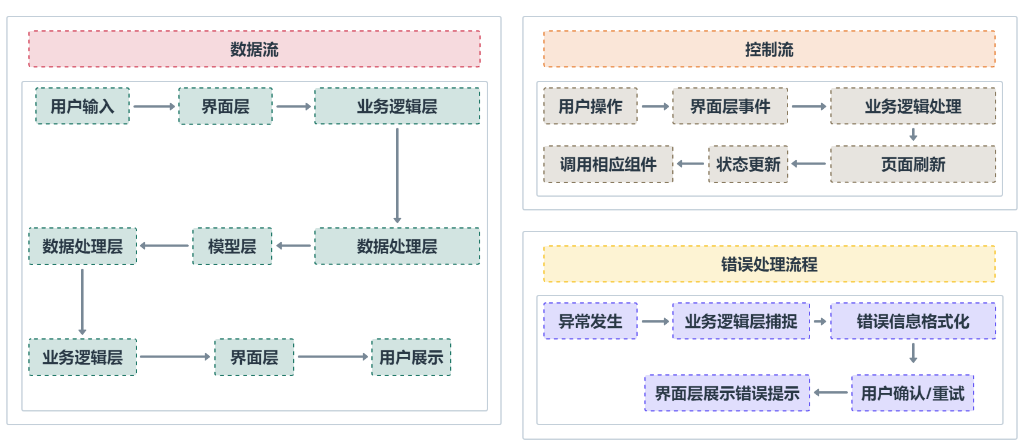 数据流
用户输入
界面层
业务逻辑层
数据处理层
模型层
数据处理层
业务逻辑层
界面层
用户展示
控制流
用户操作
界面层事件
业务逻辑处理
调用相应组件
状态更新
页面刷新
错误处理流程
异常发生
业务逻辑层捕捉
错误信息格式化
界面层展示错误提示
用户确认/重试